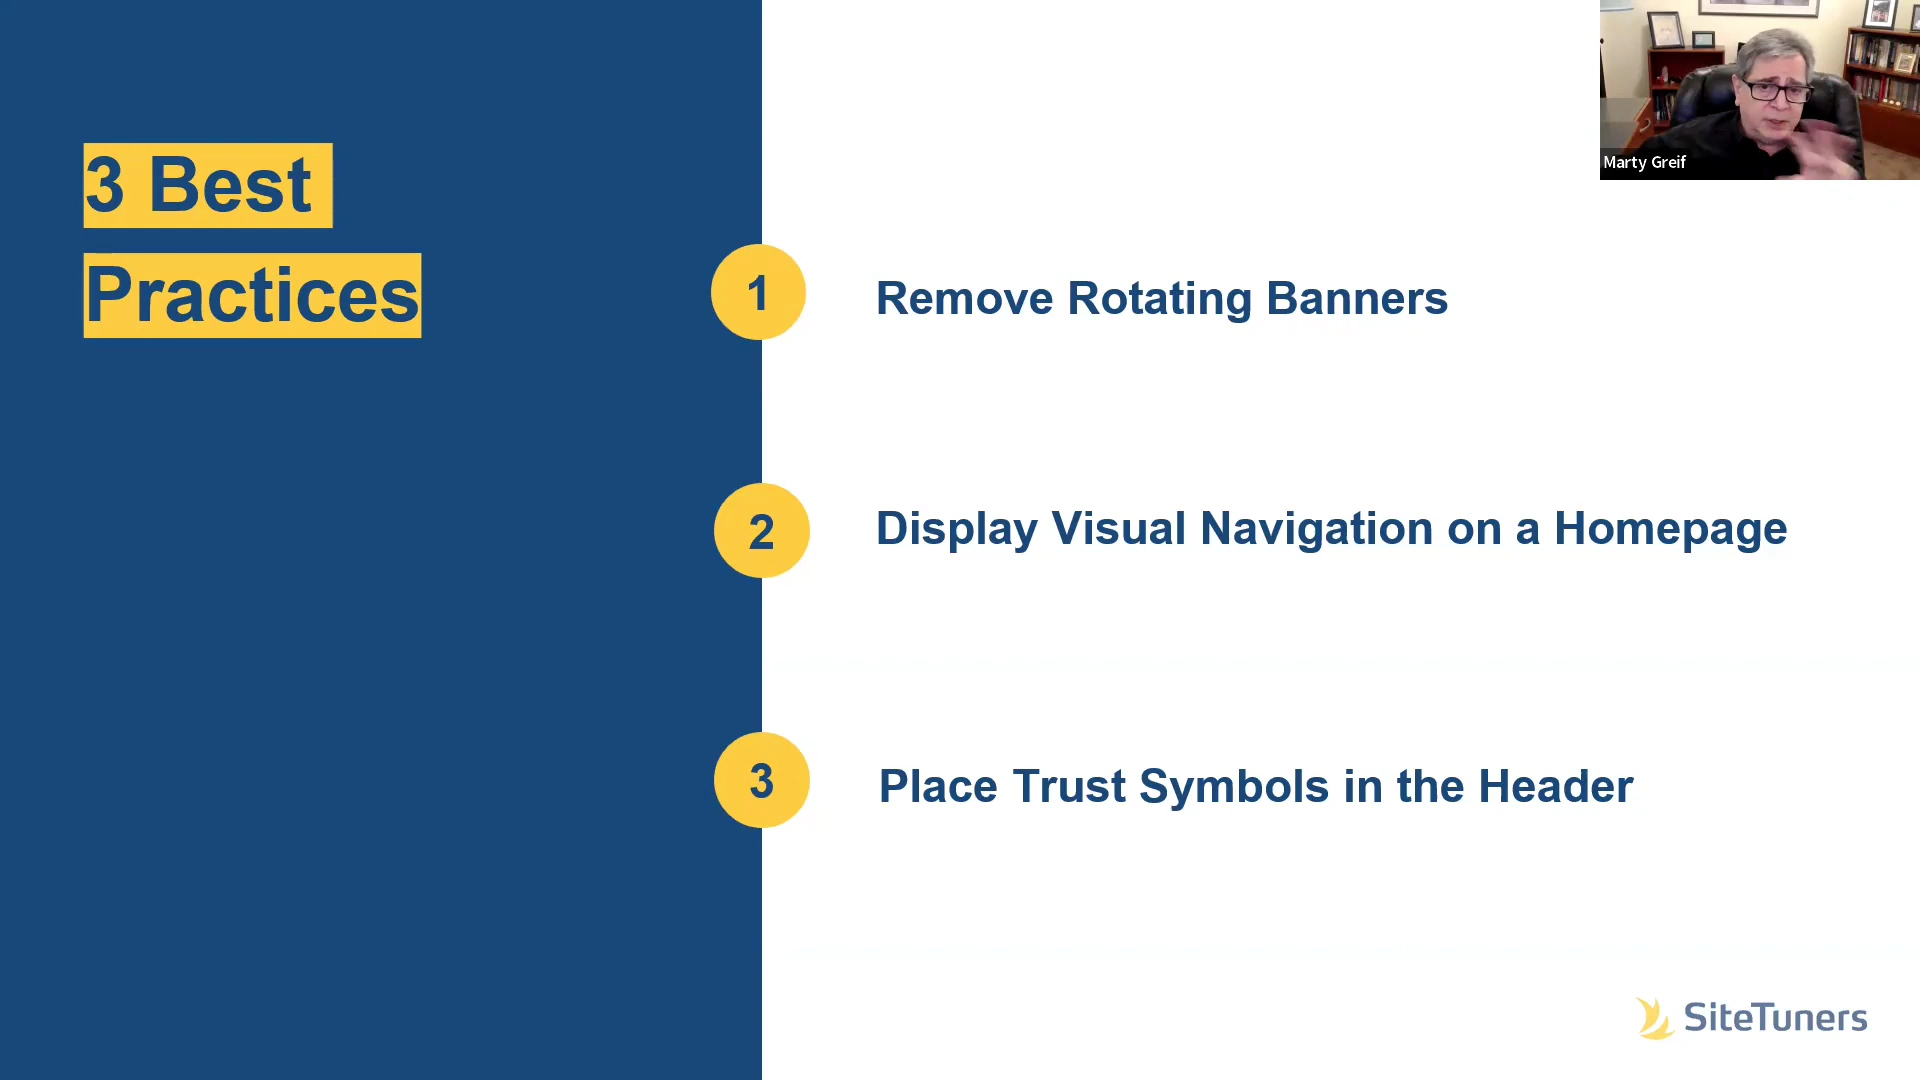 3 Best
Practices
1
Remove Rotating Banners
2
Display Visual Navigation on a Homepage
3
Place Trust Symbols in the Header
Marty Greif
SiteTuners